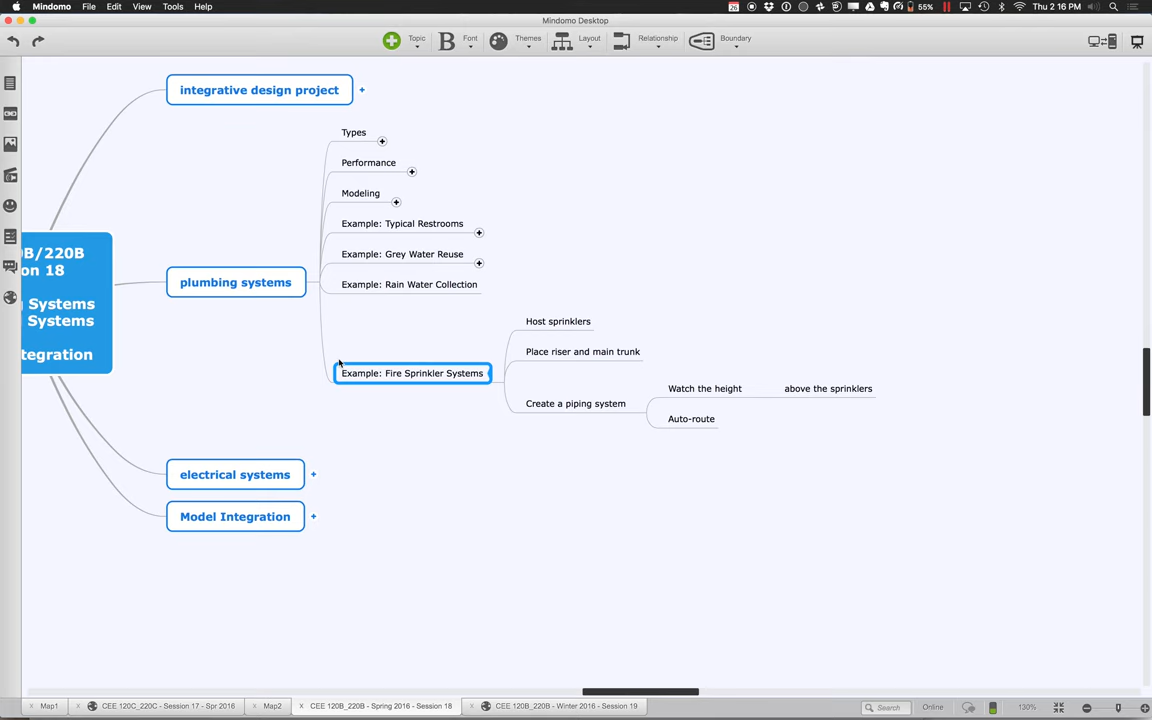 Mindomo File Edit View Tools Help
26 55% Thu 2 16 PM
Mindomo Desktop
Topic
Font
Themes
Layout
Relationship
Boundary
integrative design project +
Types
Performance
Modeling
Example: Typical Restrooms
Example: Grey Water Reuse
Example: Rain Water Collection
B/220B
on 18
Systems
Systems
tegration
plumbing systems
Example: Fire Sprinkler Systems
Host sprinklers
Place riser and main trunk
Create a piping system
Watch the height
above the sprinklers
Auto-route
electrical systems +
Model Integration +
x Map1
x CEE 120C_220C - Session 17 - Spr 2016
x Map2
x CEE 120B_220B - Spring 2016 - Session 18
x CEE 120B_220B - Winter 2016 - Session 19
Search
Online
130%